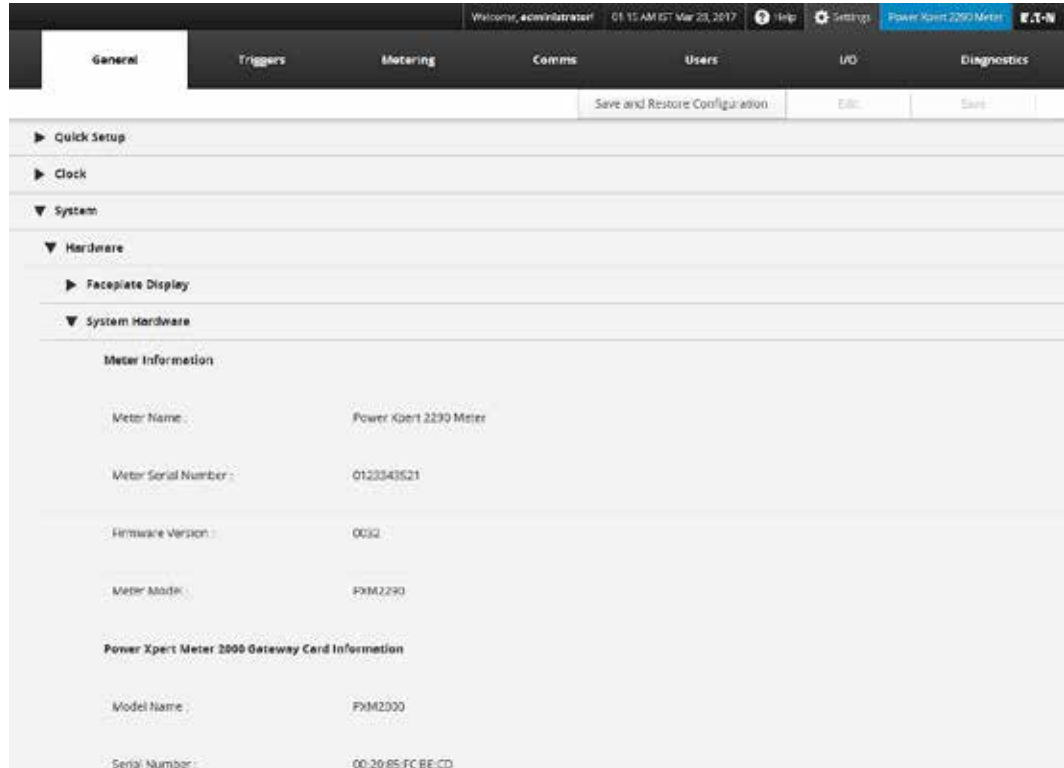 Welcome, administrator! 01:15 AM IST Mar 23, 2017 Help Settings Power Xpert 2290 Meter EATON
General Triggers Metering Comms Users I/O Diagnostics
Save and Restore Configuration Edit Save
Quick Setup
Clock
System
Hardware
Faceplate Display
System Hardware
Meter Information
Meter Name : Power Xpert 2290 Meter
Meter Serial Number : 0123343521
Firmware Version : 0032
Meter Model : PXM2290
Power Xpert Meter 2000 Gateway Card Information
Model Name : PXM2000
Serial Number : 00:20:85:FC:BE:CD